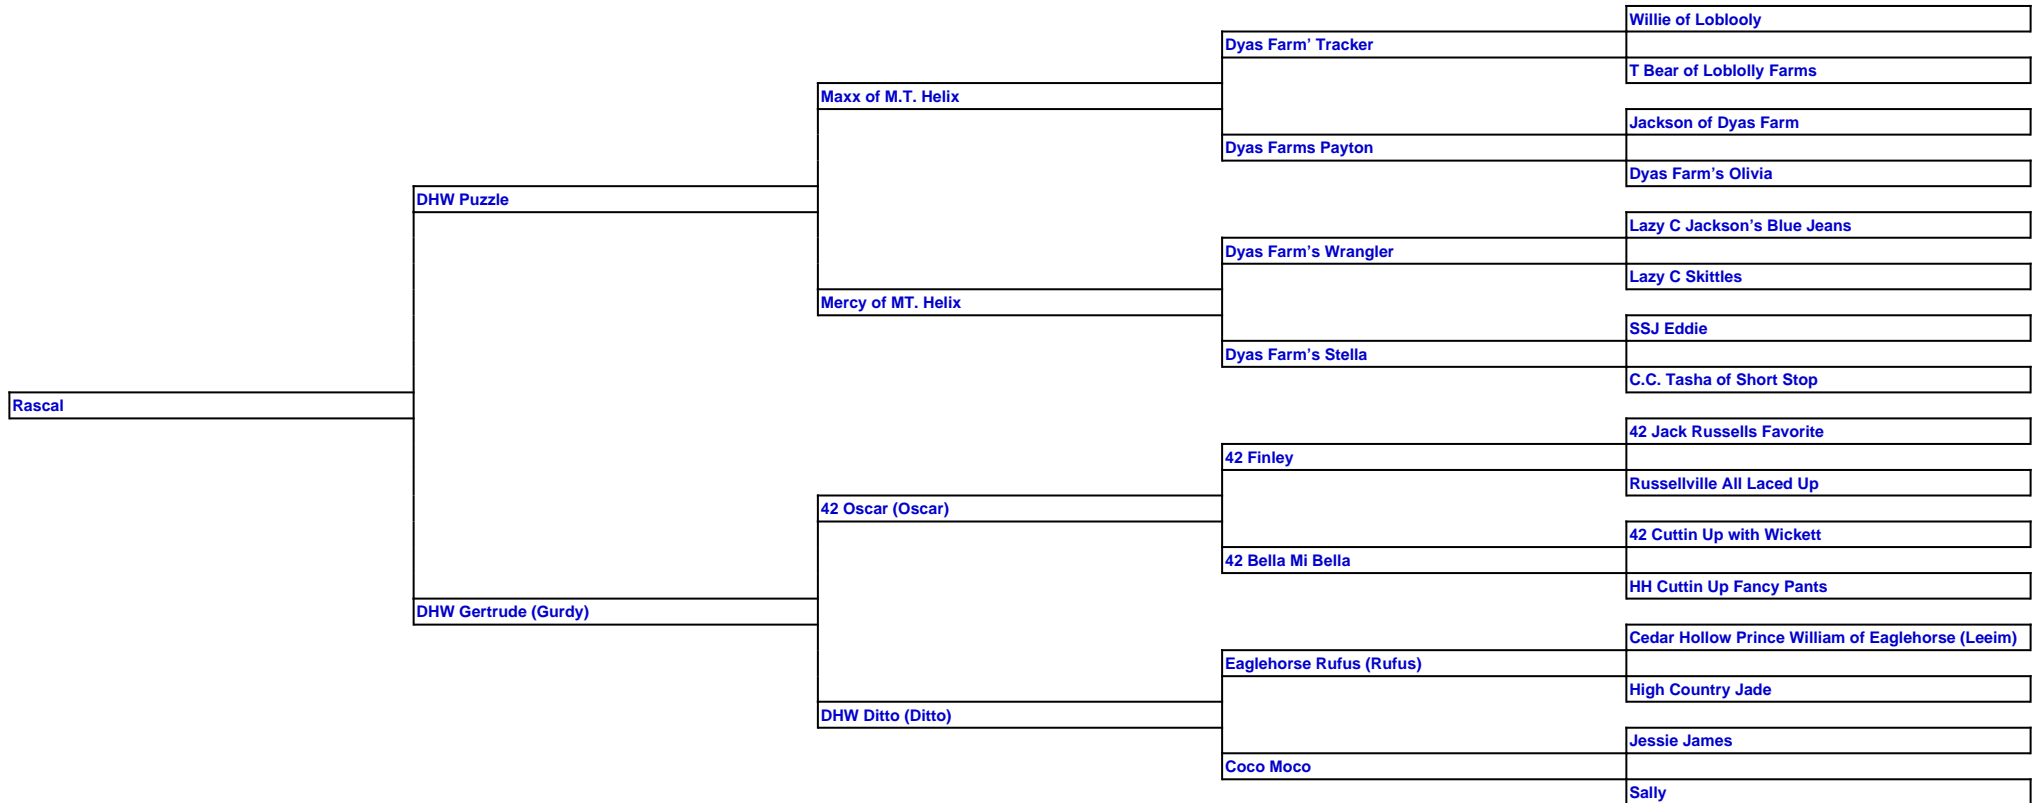 Willie of Loblooly
Dyas Farm’ Tracker
T Bear of Loblolly Farms
Maxx of M.T. Helix
Jackson of Dyas Farm
Dyas Farms Payton
Dyas Farm’s Olivia
DHW Puzzle
Lazy C Jackson’s Blue Jeans
Dyas Farm’s Wrangler
Lazy C Skittles
Mercy of MT. Helix
SSJ Eddie
Dyas Farm’s Stella
C.C. Tasha of Short Stop
Rascal
42 Jack Russells Favorite
42 Finley
Russellville All Laced Up
42 Oscar (Oscar)
42 Cuttin Up with Wickett
42 Bella Mi Bella
HH Cuttin Up Fancy Pants
DHW Gertrude (Gurdy)
Cedar Hollow Prince William of Eaglehorse (Leeim)
Eaglehorse Rufus (Rufus)
High Country Jade
DHW Ditto (Ditto)
Jessie James
Coco Moco
Sally